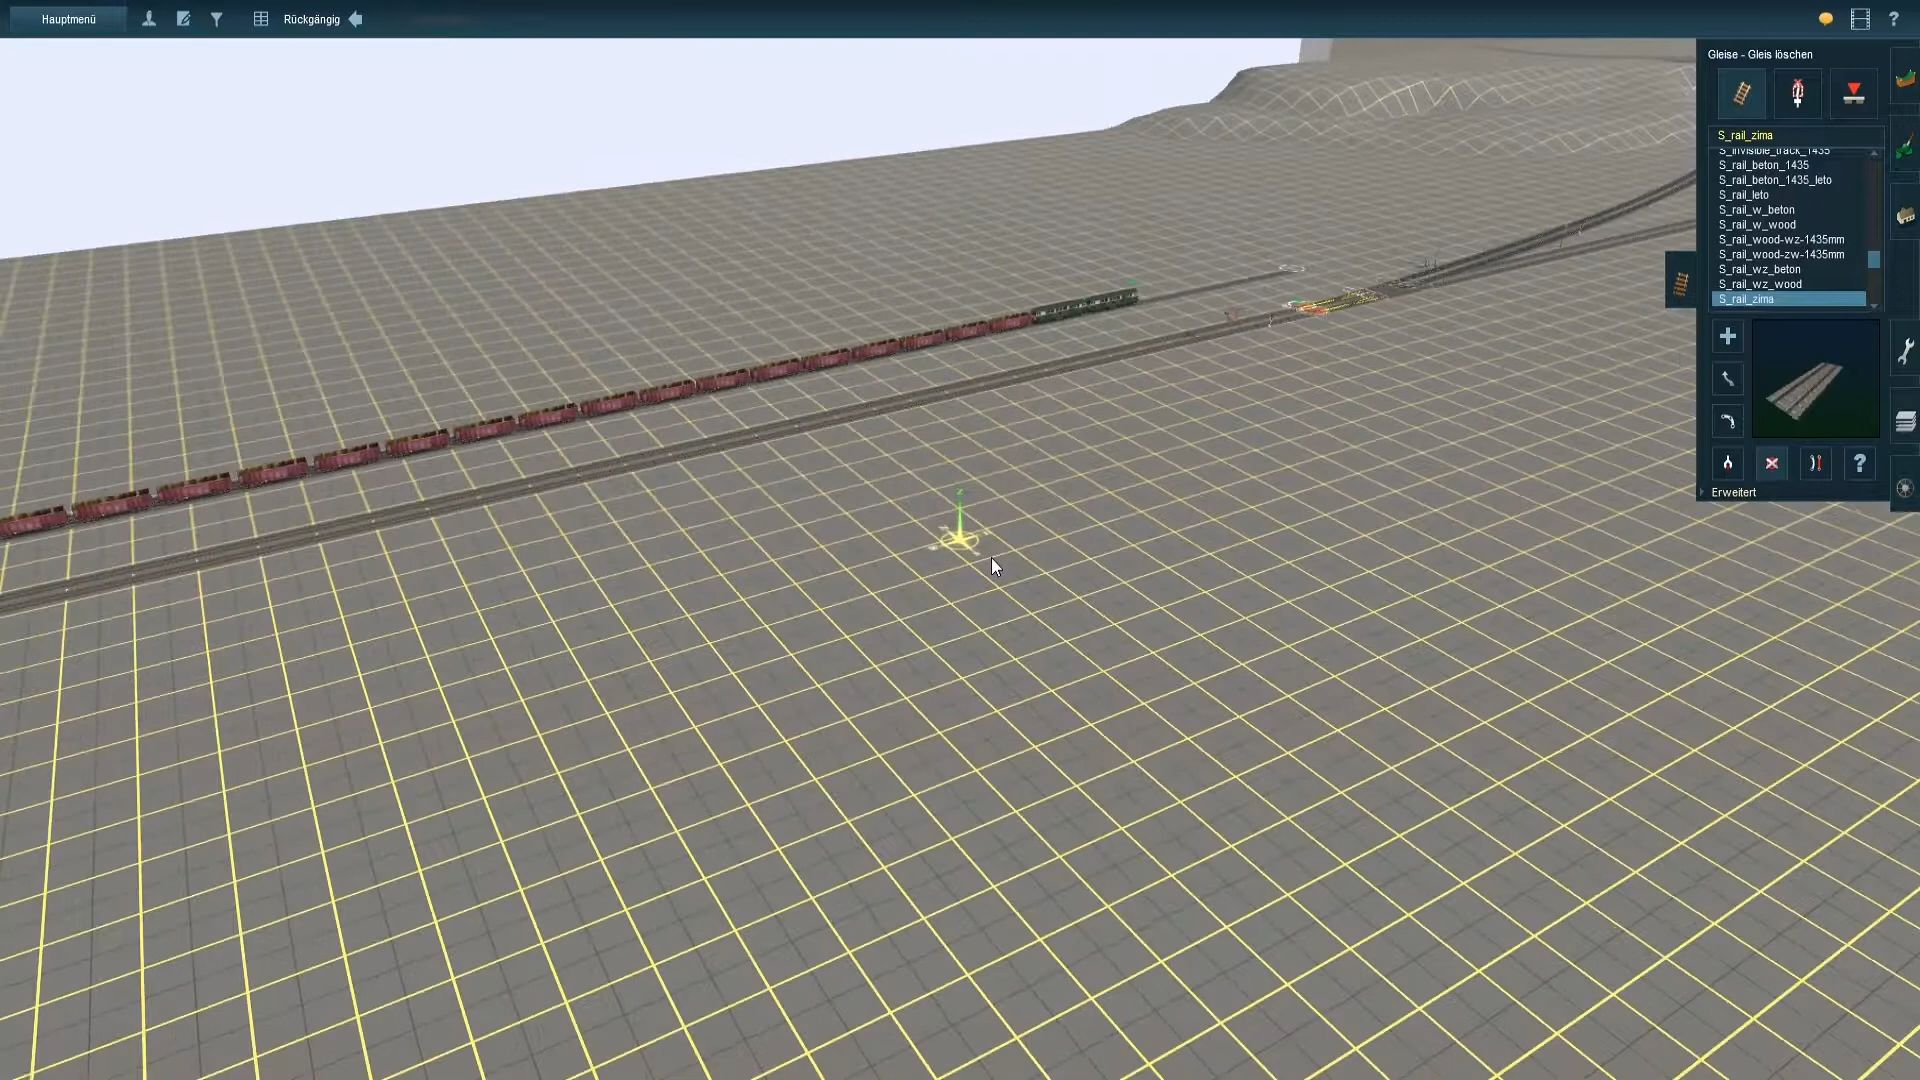 Hauptmenü
Rückgängig
?
Gleise - Gleis löschen
S_rail_zima
S_invisible_track_1435
S_rail_beton_1435
S_rail_beton_1435_leto
S_rail_leto
S_rail_w_beton
S_rail_w_wood
S_rail_wood-wz-1435mm
S_rail_wood-zw-1435mm
S_rail_wz_beton
S_rail_wz_wood
S_rail_zima
?
Erweitert